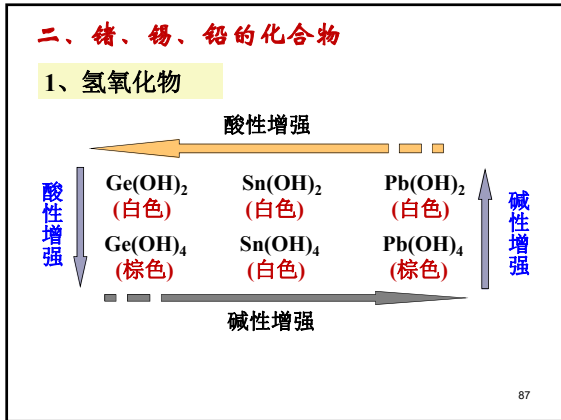 二、锗、锡、铅的化合物
1、氢氧化物
酸性增强
酸性增强
Ge(OH)₂ Sn(OH)₂ Pb(OH)₂
(白色) (白色) (白色)
Ge(OH)₄ Sn(OH)₄ Pb(OH)₄
(棕色) (白色) (棕色)
碱性增强
碱性增强
87